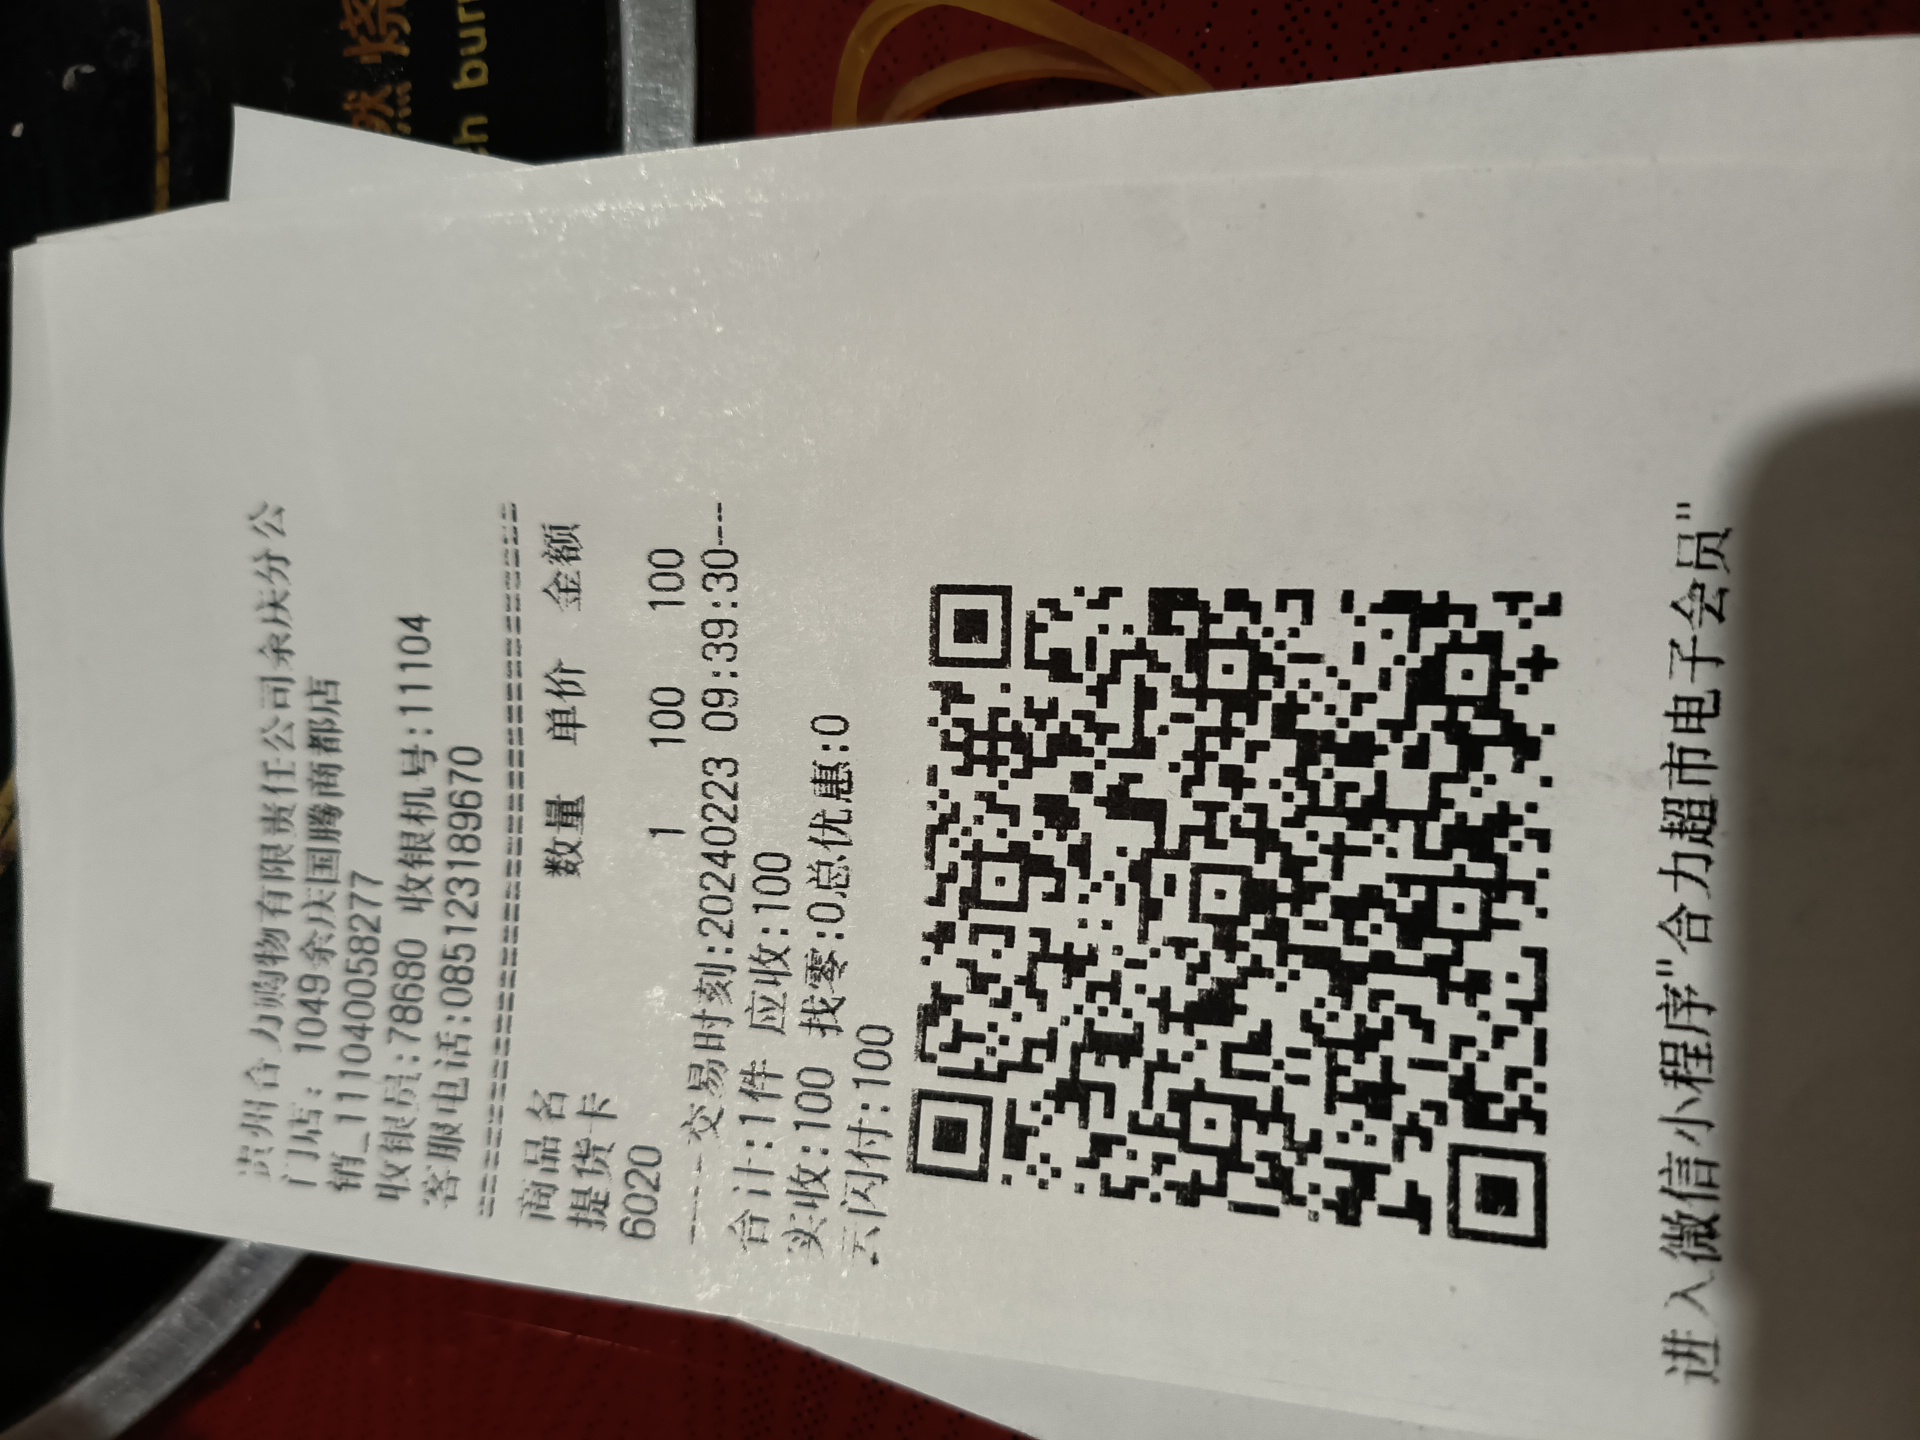 贵州合力购物有限责任公司余庆分公
门店: 1049余庆国腾商都店
销_111040058277
收银员:78680 收银机号:11104
客服电话:085123189670
================================
商品名 数量 单价 金额
提货卡
6020 1 100 100
----交易时刻:20240223 09:39:30---
合计:1件 应收:100
实收:100 找零:0总优惠:0
云闪付:100
进入微信小程序"合力超市电子会员"
燃烧
ch bur